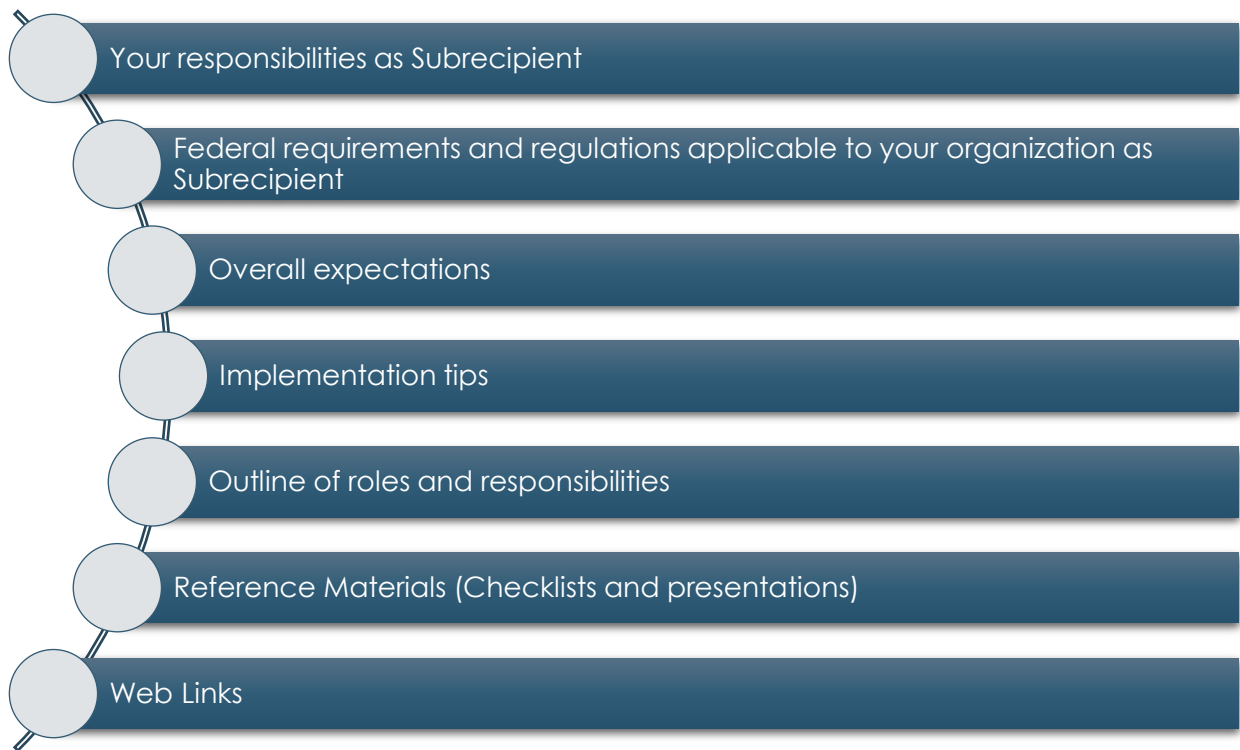 Your responsibilities as Subrecipient
Federal requirements and regulations applicable to your organization as
Subrecipient
Overall expectations
Implementation tips
Outline of roles and responsibilities
Reference Materials (Checklists and presentations)
Web Links